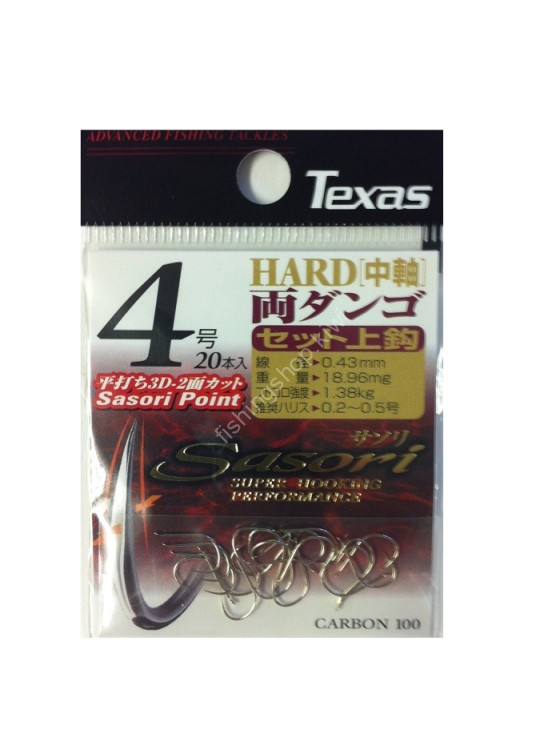 ADVANCED FISHING TACKLES
Texas
4号
20本入
HARD[中軸]
両ダンゴ
セット上鈎
線 径▶0.43mm
重 量▶18.96mg
強度▶1.38kg
推奨ハリス▶0.2〜0.5号
平打ち3D-2面カット
Sasori Point
サソリ
Sasori
SUPER HOOKING
PERFORMANCE
CARBON 100